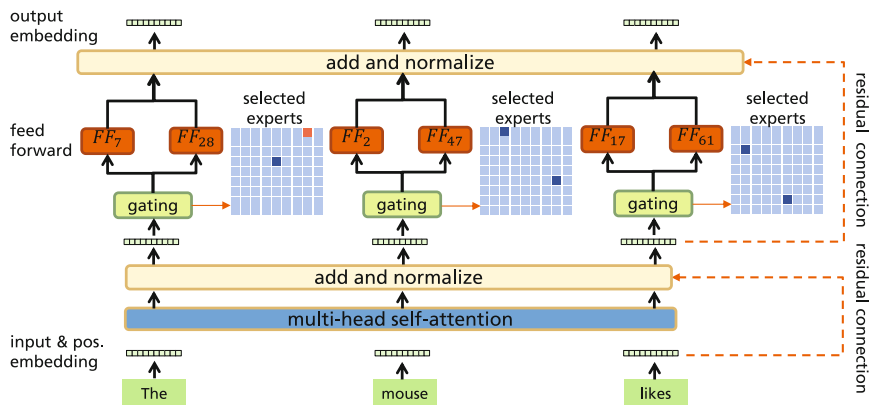 output
embedding
add and normalize
residual connection
feed
forward
FF7
FF28
selected
experts
FF2
FF47
selected
experts
FF17
FF61
selected
experts
gating
gating
gating
add and normalize
residual connection
multi-head self-attention
input & pos.
embedding
The
mouse
likes